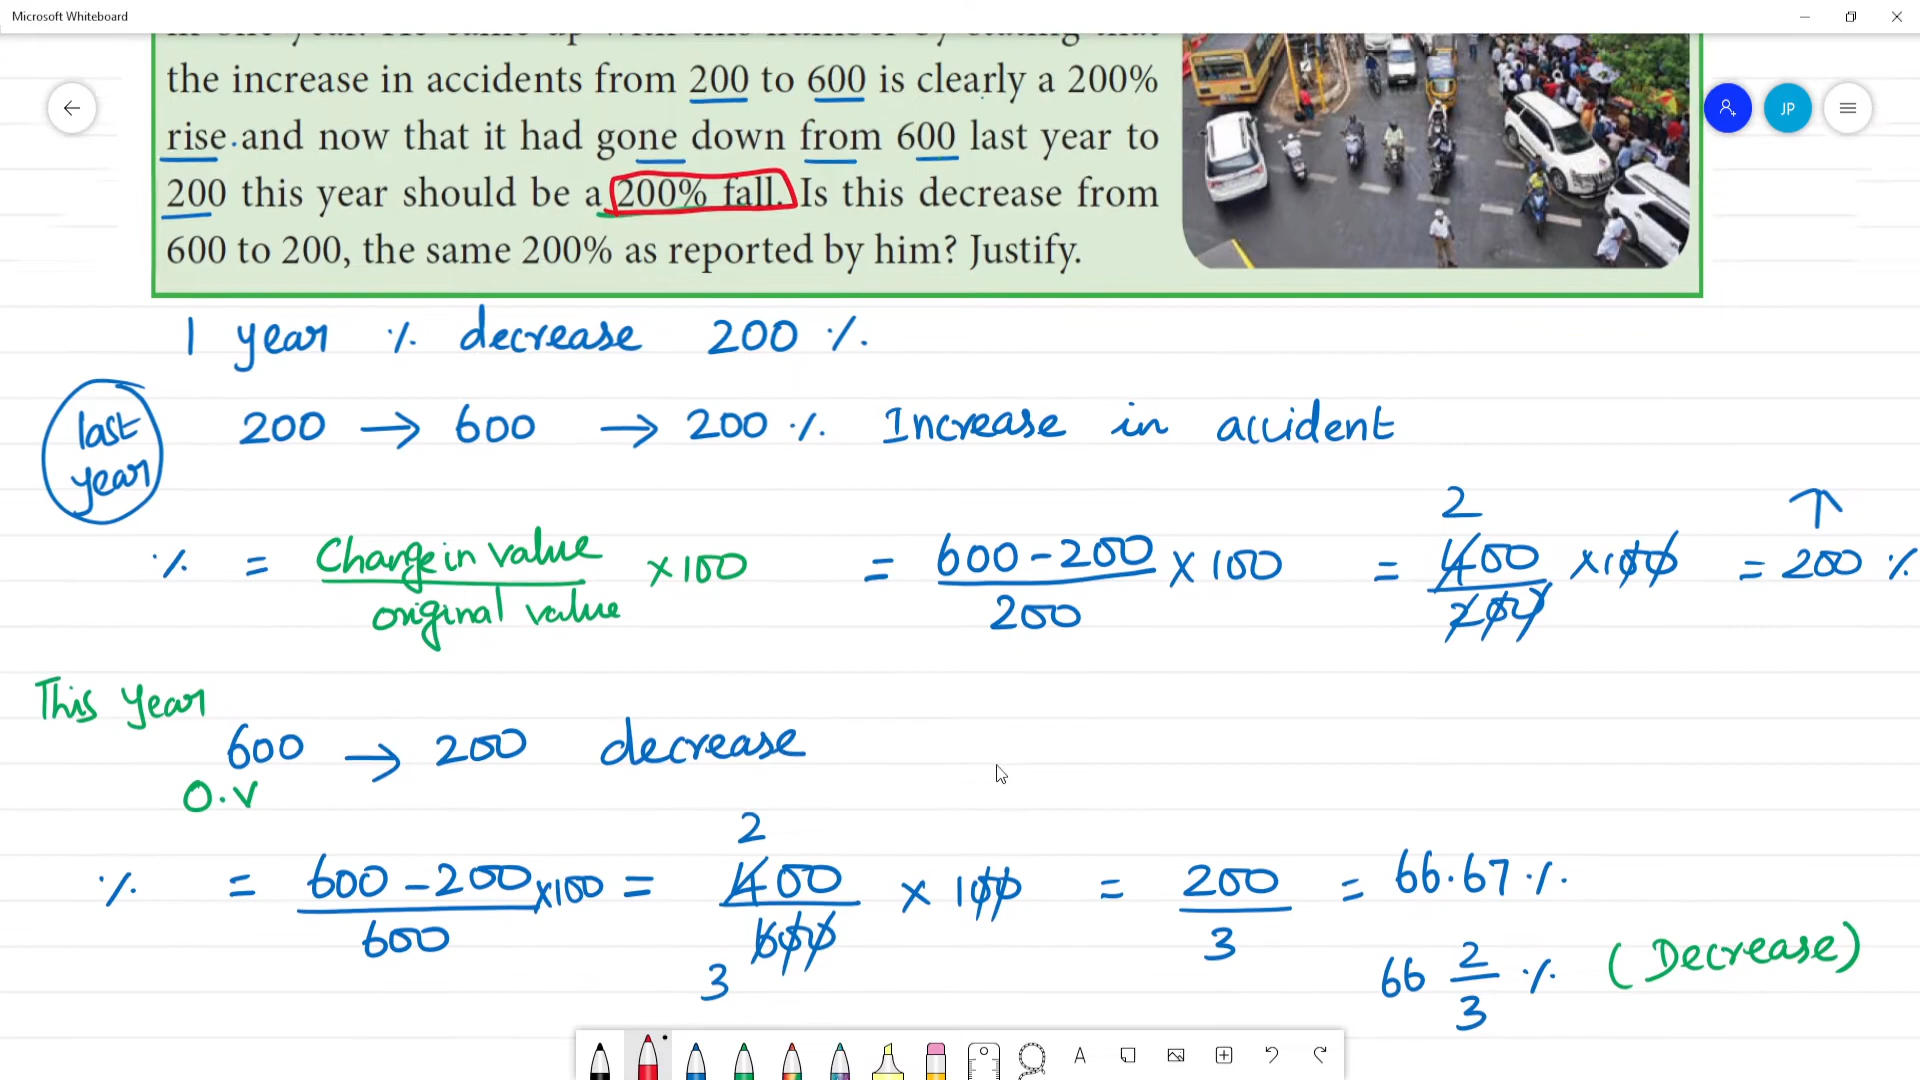 Microsoft Whiteboard
the increase in accidents from 200 to 600 is clearly a 200%
rise and now that it had gone down from 600 last year to
200 this year should be a 200% fall. Is this decrease from
600 to 200, the same 200% as reported by him? Justify.
JP
1 year % decrease 200 %.
last year 200 → 600 → 200 % Increase in accident
% = Change in value / original value × 100 = 600 - 200 / 200 × 100 = 2 400 / 200 × 100 = 200 %
↑
This Year
600 → 200 decrease
O.V
% = 600 - 200 / 600 × 100 = 2 400 / 600 3 × 100 = 200 / 3 = 66.67 %
66 2/3 % (Decrease)
A